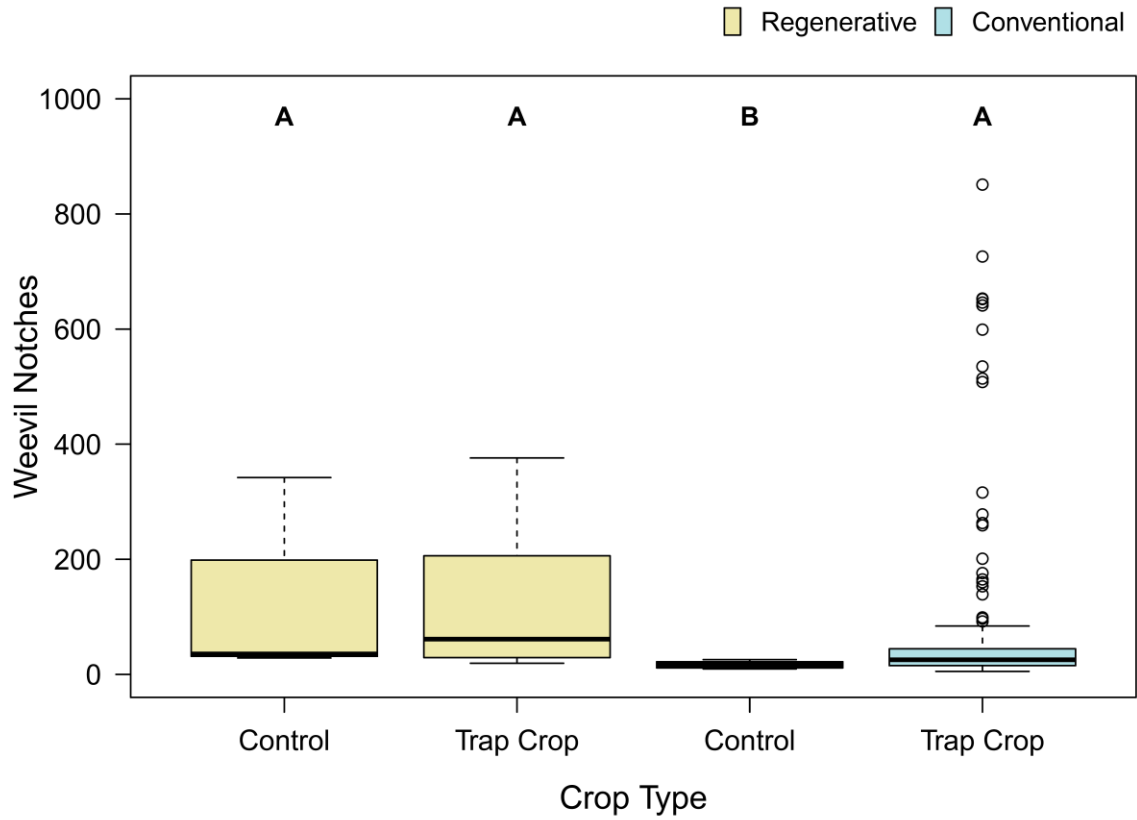 Regenerative Conventional
1000
A A B A
800
600
400
200
0
Weevil Notches
Control Trap Crop Control Trap Crop
Crop Type